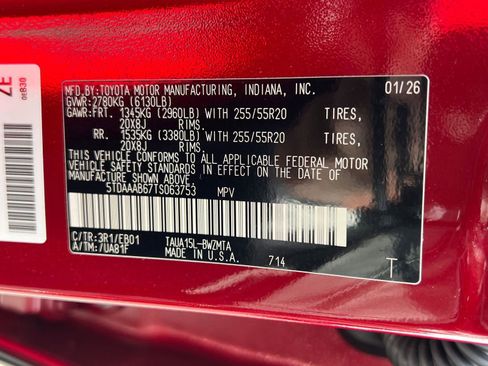 MFD. BY:TOYOTA MOTOR MANUFACTURING, INDIANA, INC. 01/26
GVWR:2780KG (6130LB)
GAWR:FRT. 1345KG (2960LB) WITH 255/55R20 TIRES,
20X8J RIMS.
RR. 1535KG (3380LB) WITH 255/55R20 TIRES,
20X8J RIMS.
THIS VEHICLE CONFORMS TO ALL APPLICABLE FEDERAL MOTOR
VEHICLE SAFETY STANDARDS IN EFFECT ON THE DATE OF
MANUFACTURE SHOWN ABOVE.
5TDAAAB67TS063753 MPV
C/TR:3R1/EB01 TAUA15L-BWZMTA
A/TM:/UA81F MADE IN U.S.A. 714
T